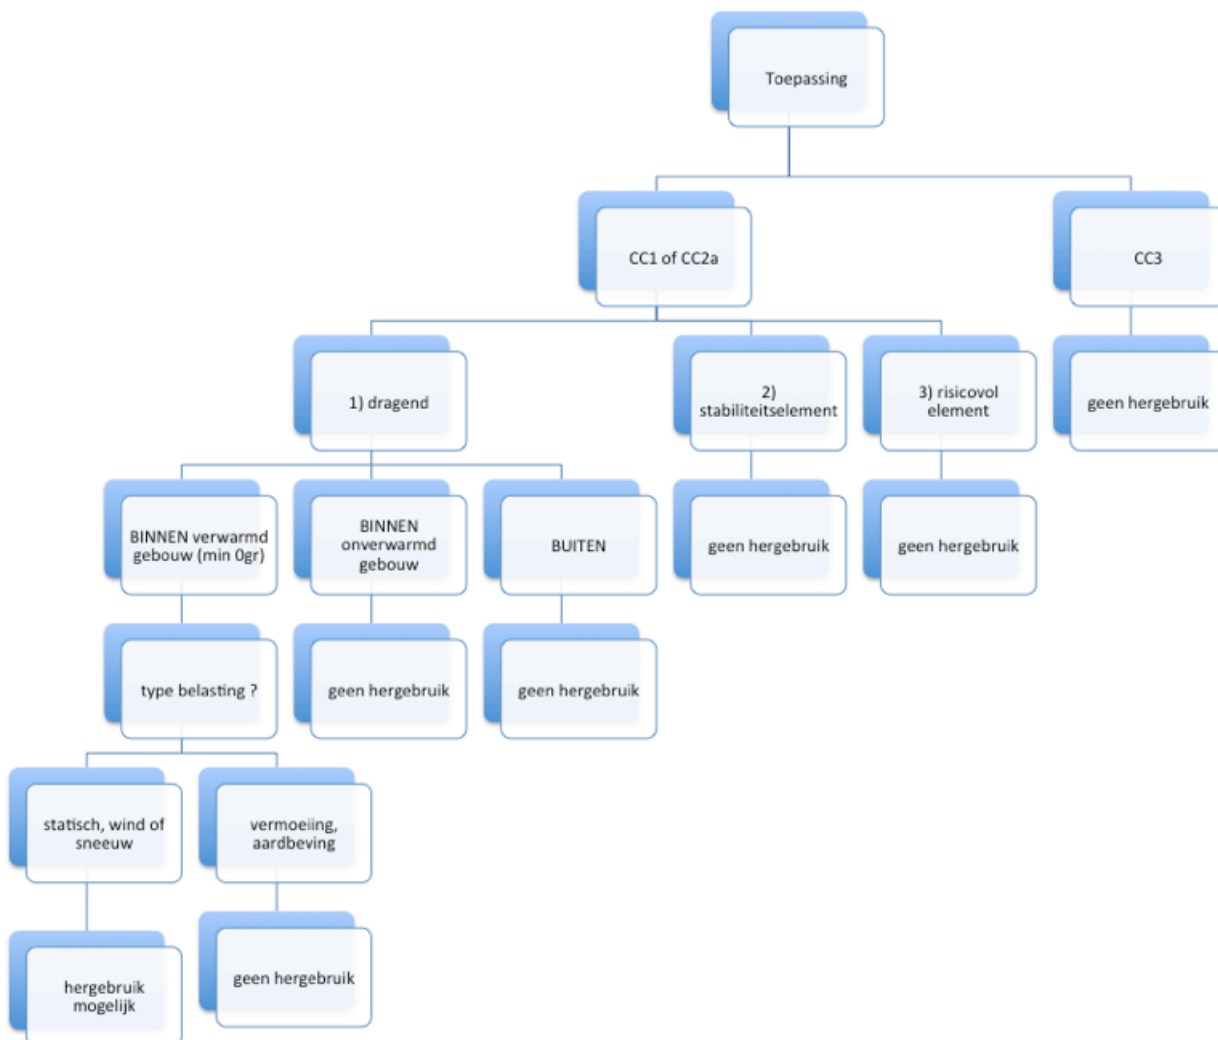 Toepassing
CC1 of CC2a
CC3
1) dragend
2)
stabiliteitselement
3) risicovol
element
geen hergebruik
BINNEN verwarmd
gebouw (min 0gr)
BINNEN
onverwarmd
gebouw
BUITEN
geen hergebruik
geen hergebruik
type belasting ?
geen hergebruik
geen hergebruik
statisch, wind of
sneeuw
vermoeiing,
aardbeving
hergebruik
mogelijk
geen hergebruik